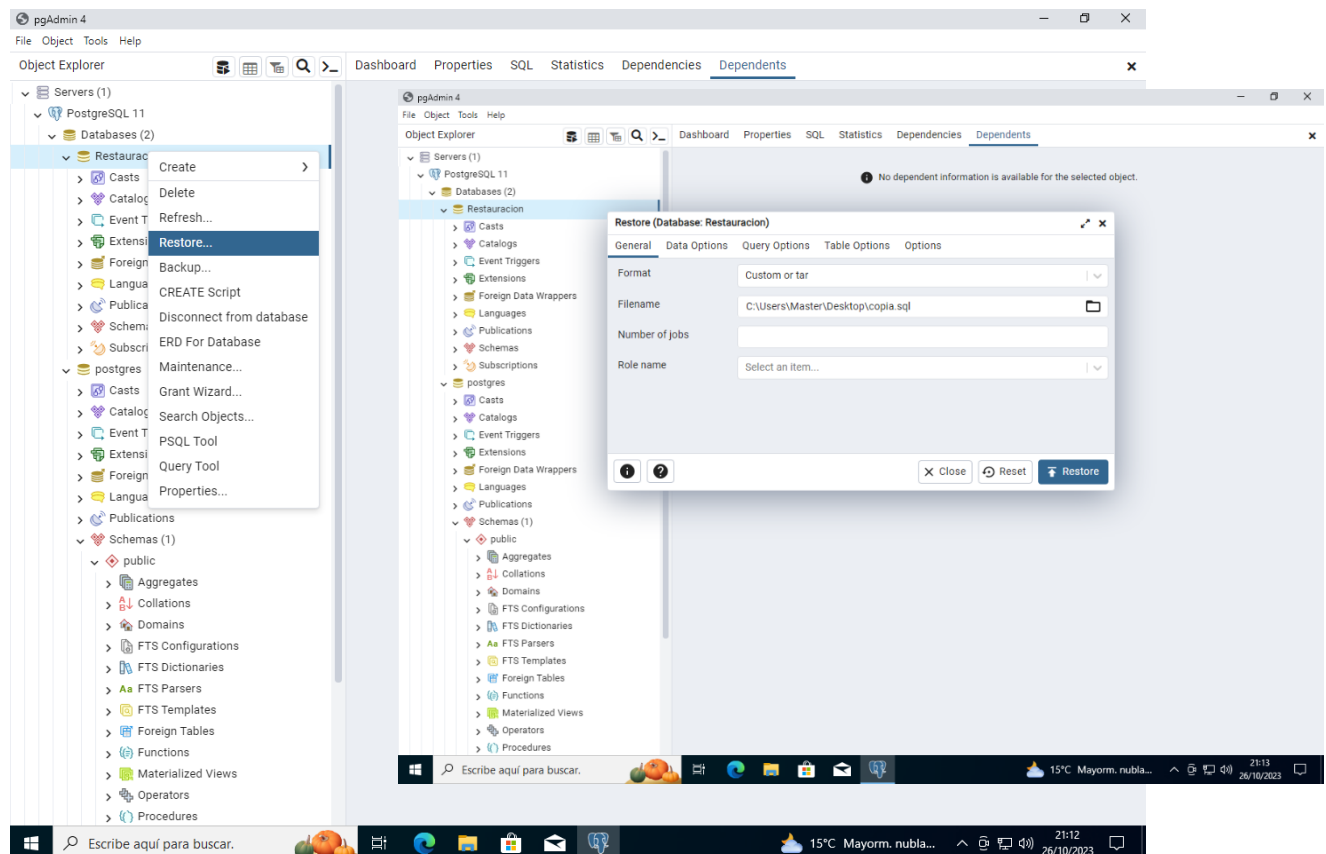 pgAdmin 4
File Object Tools Help
Object Explorer
Dashboard Properties SQL Statistics Dependencies Dependents
Servers (1)
PostgreSQL 11
Databases (2)
Restaurac
Casts
Catalog
Event T
Extensi
Foreign
Langua
Publica
Schema
Subscri
postgres
Casts
Catalog
Event T
Extensi
Foreign
Langua
Publications
Schemas (1)
public
Aggregates
Collations
Domains
FTS Configurations
FTS Dictionaries
FTS Parsers
FTS Templates
Foreign Tables
Functions
Materialized Views
Operators
Procedures
Create
Delete
Refresh...
Restore...
Backup...
CREATE Script
Disconnect from database
ERD For Database
Maintenance...
Grant Wizard...
Search Objects...
PSQL Tool
Query Tool
Properties...
pgAdmin 4
File Object Tools Help
Object Explorer
Dashboard Properties SQL Statistics Dependencies Dependents
No dependent information is available for the selected object.
Servers (1)
PostgreSQL 11
Databases (2)
Restauracion
Casts
Catalogs
Event Triggers
Extensions
Foreign Data Wrappers
Languages
Publications
Schemas
Subscriptions
postgres
Casts
Catalogs
Event Triggers
Extensions
Foreign Data Wrappers
Languages
Publications
Schemas (1)
public
Aggregates
Collations
Domains
FTS Configurations
FTS Dictionaries
Aa FTS Parsers
FTS Templates
Foreign Tables
Functions
Materialized Views
Operators
Procedures
Restore (Database: Restauracion)
General Data Options Query Options Table Options Options
Format Custom or tar
Filename C:\Users\Master\Desktop\copia.sql
Number of jobs
Role name Select an item...
Close Reset Restore
Escribe aquí para buscar.
15°C Mayorm. nubla...
21:13
26/10/2023
Escribe aquí para buscar.
15°C Mayorm. nubla...
21:12
26/10/2023